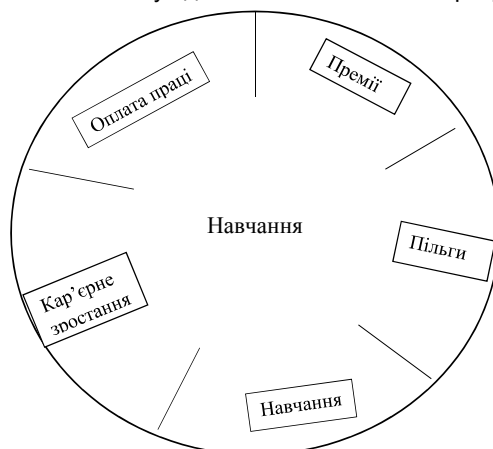 Оплата праці
Премії
Навчання
Пільги
Кар’єрне
зростання
Навчання